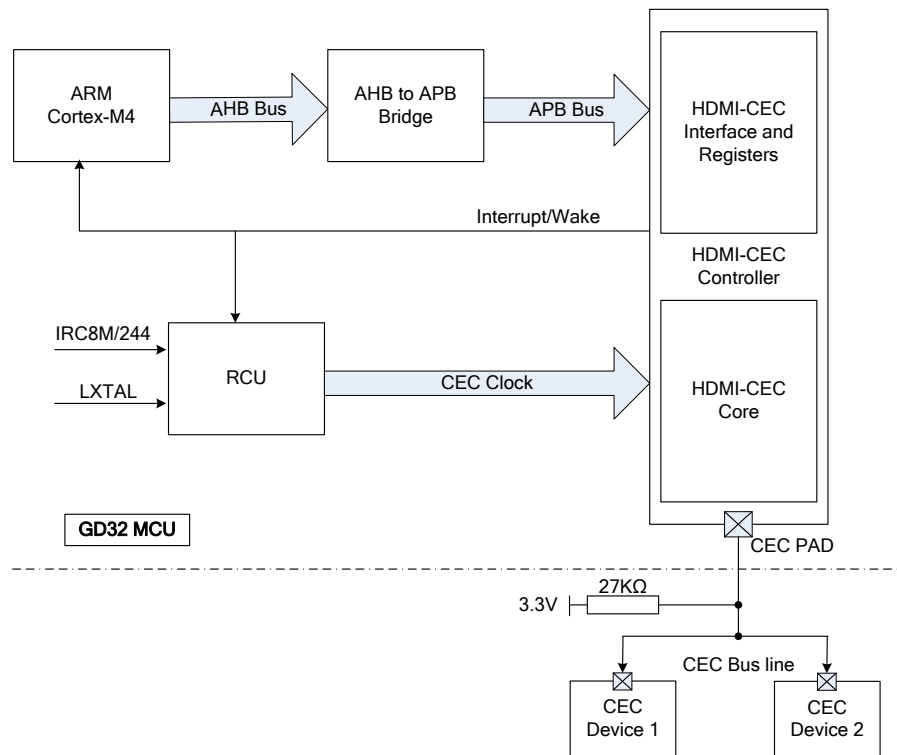 ARM
Cortex-M4
AHB Bus
AHB to APB
Bridge
APB Bus
HDMI-CEC
Interface and
Registers
Interrupt/Wake
HDMI-CEC
Controller
IRC8M/244
LXTAL
RCU
CEC Clock
HDMI-CEC
Core
GD32 MCU
CEC PAD
3.3V
27KΩ
CEC Bus line
CEC
Device 1
CEC
Device 2